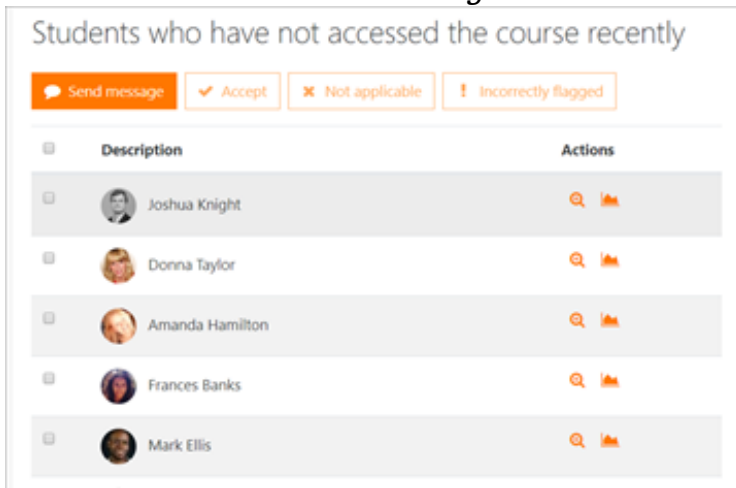 Students who have not accessed the course recently
Send message Accept Not applicable Incorrectly flagged
Description Actions
Joshua Knight
Donna Taylor
Amanda Hamilton
Frances Banks
Mark Ellis